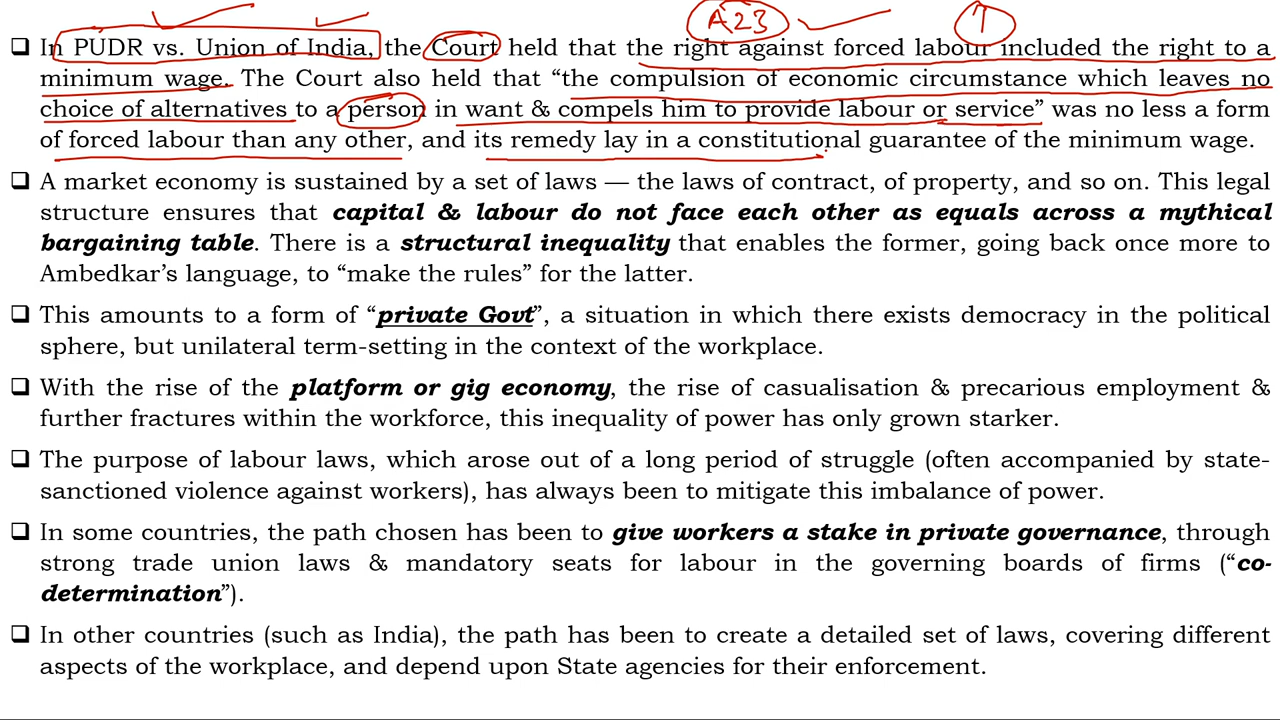 A23
❑ In PUDR vs. Union of India, the Court held that the right against forced labour included the right to a
minimum wage. The Court also held that “the compulsion of economic circumstance which leaves no
choice of alternatives to a person in want & compels him to provide labour or service” was no less a form
of forced labour than any other, and its remedy lay in a constitutional guarantee of the minimum wage.
❑ A market economy is sustained by a set of laws — the laws of contract, of property, and so on. This legal
structure ensures that capital & labour do not face each other as equals across a mythical
bargaining table. There is a structural inequality that enables the former, going back once more to
Ambedkar’s language, to “make the rules” for the latter.
❑ This amounts to a form of “private Govt”, a situation in which there exists democracy in the political
sphere, but unilateral term-setting in the context of the workplace.
❑ With the rise of the platform or gig economy, the rise of casualisation & precarious employment &
further fractures within the workforce, this inequality of power has only grown starker.
❑ The purpose of labour laws, which arose out of a long period of struggle (often accompanied by state-
sanctioned violence against workers), has always been to mitigate this imbalance of power.
❑ In some countries, the path chosen has been to give workers a stake in private governance, through
strong trade union laws & mandatory seats for labour in the governing boards of firms (“co-
determination”).
❑ In other countries (such as India), the path has been to create a detailed set of laws, covering different
aspects of the workplace, and depend upon State agencies for their enforcement.